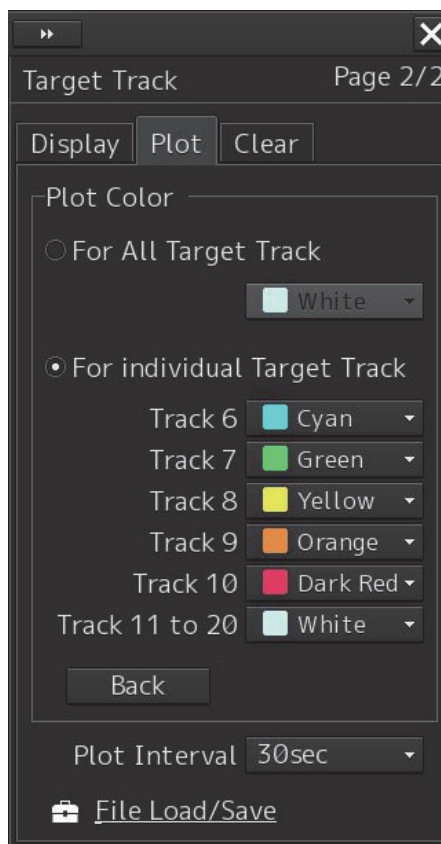 Target Track Page 2/2
Display Plot Clear
Plot Color
For All Target Track
White
For individual Target Track
Track 6 Cyan
Track 7 Green
Track 8 Yellow
Track 9 Orange
Track 10 Dark Red
Track 11 to 20 White
Back
Plot Interval 30sec
File Load/Save